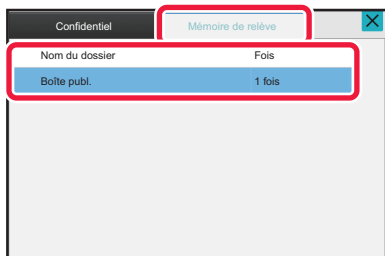 Confidentiel Mémoire de relève
Nom du dossier Fois
Boîte publ. 1 fois